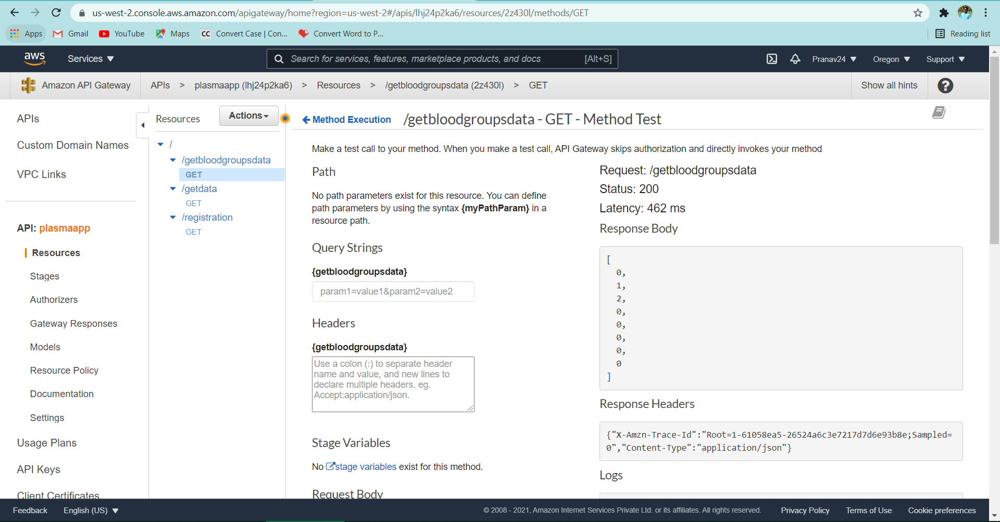 us-west-2.console.aws.amazon.com/apigateway/home?region=us-west-2#/apis/lhj24p2ka6/resources/2z430l/methods/GET
Apps Gmail YouTube Maps CC Convert Case | Con... Convert Word to P... Reading list
aws Services Search for services, features, marketplace products, and docs [Alt+S] Pranav24 Oregon Support
Amazon API Gateway APIs > plasmaapp (lhj24p2ka6) > Resources > /getbloodgroupsdata (2z430l) > GET Show all hints ?
APIs
Custom Domain Names
VPC Links
API: plasmaapp
Resources
Stages
Authorizers
Gateway Responses
Models
Resource Policy
Documentation
Settings
Usage Plans
API Keys
Client Certificates
Resources Actions
/
/getbloodgroupsdata
GET
/getdata
GET
/registration
GET
Method Execution /getbloodgroupsdata - GET - Method Test
Make a test call to your method. When you make a test call, API Gateway skips authorization and directly invokes your method
Path
No path parameters exist for this resource. You can define
path parameters by using the syntax {myPathParam} in a
resource path.
Query Strings
{getbloodgroupsdata}
param1=value1&param2=value2
Headers
{getbloodgroupsdata}
Use a colon (:) to separate header
name and value, and new lines to
declare multiple headers. eg.
Accept:application/json.
Stage Variables
No stage variables exist for this method.
Request Body
Request: /getbloodgroupsdata
Status: 200
Latency: 462 ms
Response Body
[
0,
1,
2,
0,
0,
0,
0,
0
]
Response Headers
{"X-Amzn-Trace-Id":"Root=1-61058ea5-26524a6c3e7217d7d6e93b8e;Sampled=
0","Content-Type":"application/json"}
Logs
Feedback English (US) © 2008 - 2021, Amazon Internet Services Private Ltd. or its affiliates. All rights reserved. Privacy Policy Terms of Use Cookie preferences